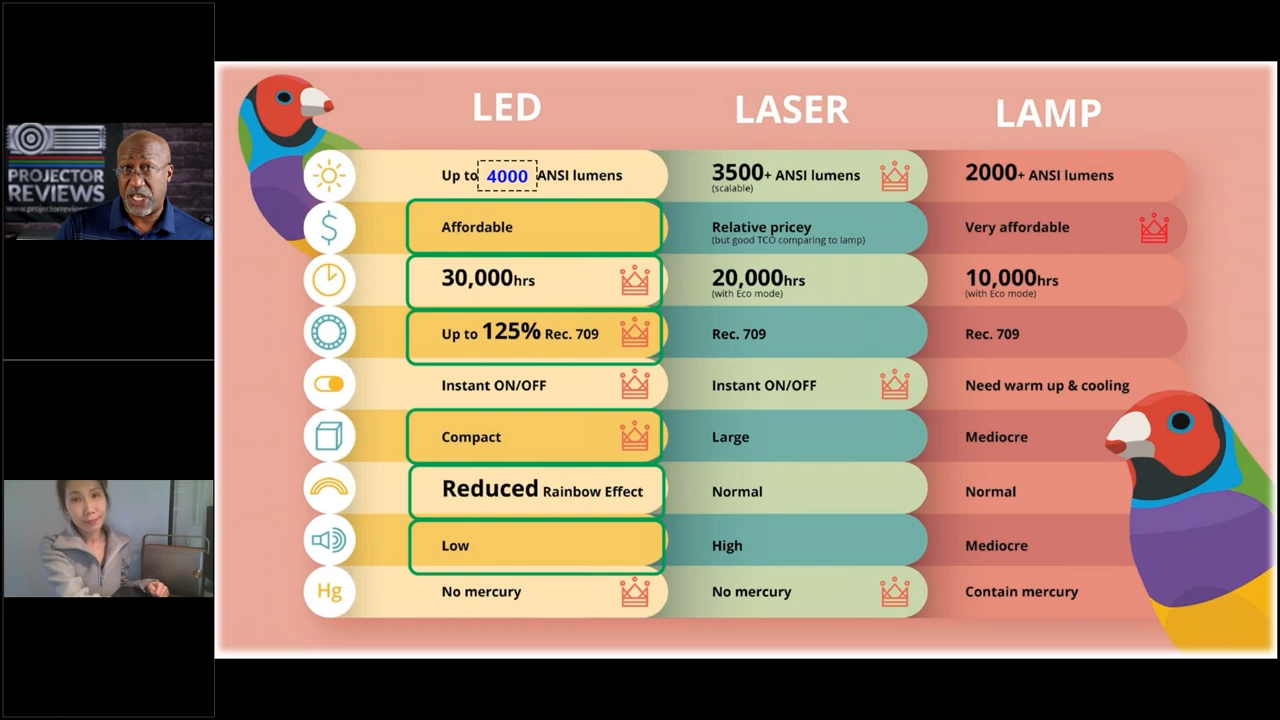 PROJECTOR
REVIEWS
LED
LASER
LAMP
Up to 4000 ANSI lumens
3500+ ANSI lumens
(scalable)
2000+ ANSI lumens
$
Affordable
Relative pricey
(but good TCO comparing to lamp)
Very affordable
30,000hrs
20,000hrs
(with Eco mode)
10,000hrs
(with Eco mode)
Up to 125% Rec. 709
Rec. 709
Rec. 709
Instant ON/OFF
Instant ON/OFF
Need warm up & cooling
Compact
Large
Mediocre
Reduced Rainbow Effect
Normal
Normal
Low
High
Mediocre
Hg
No mercury
No mercury
Contain mercury